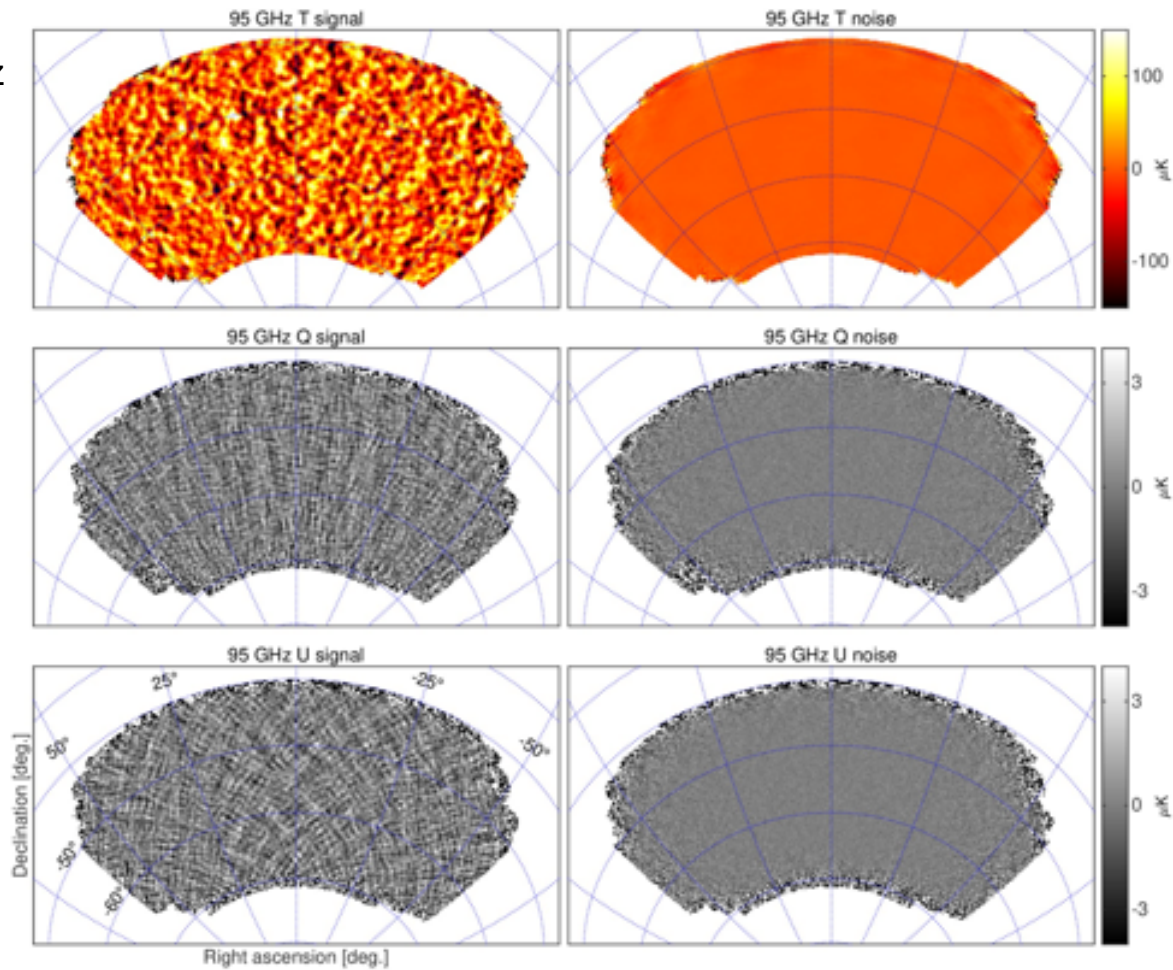 95 GHz T signal
95 GHz T noise
z
100
0
-100
μK
95 GHz Q signal
95 GHz Q noise
3
0
-3
μK
95 GHz U signal
95 GHz U noise
25°
-25°
50°
-50°
-50°
-60°
3
0
-3
μK
Declination [deg.]
Right ascension [deg.]